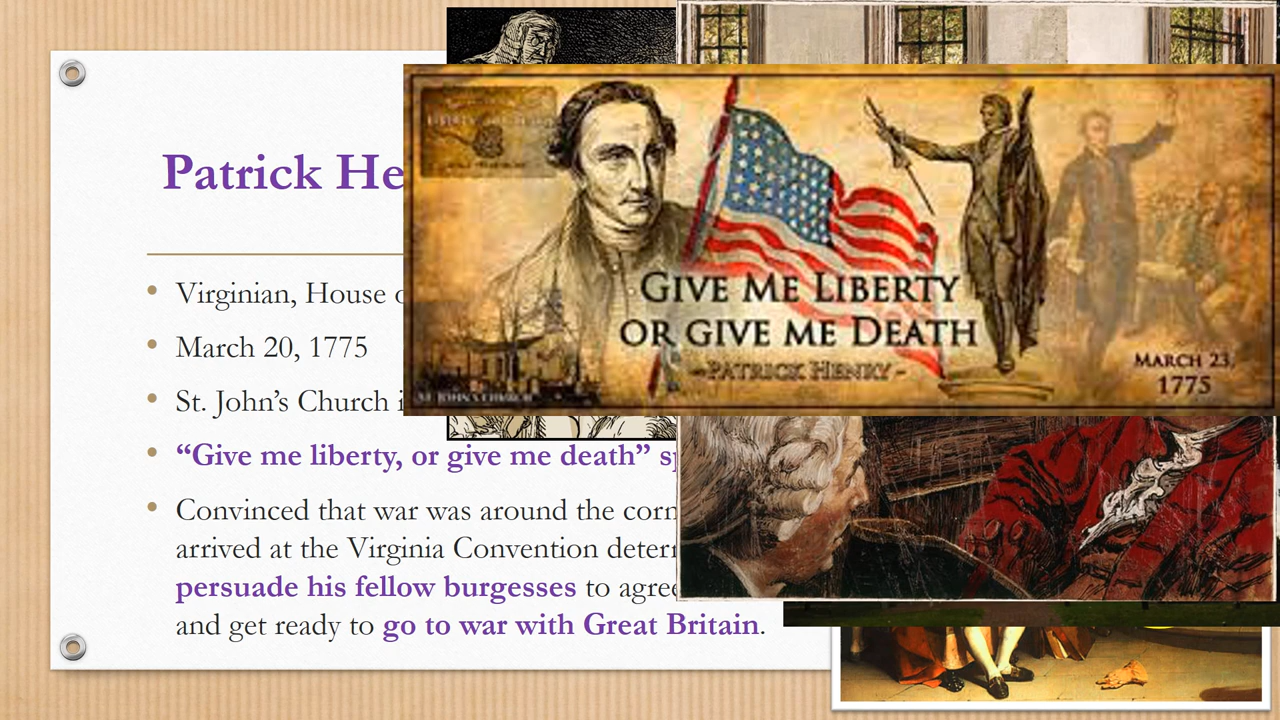 Patrick He
Virginian, House o
March 20, 1775
St. John’s Church i
“Give me liberty, or give me death” sp
Convinced that war was around the corn
arrived at the Virginia Convention deter
persuade his fellow burgesses to agree
and get ready to go to war with Great Britain.
GIVE ME LIBERTY
OR GIVE ME DEATH
-PATRICK HENRY-
MARCH 23,
1775
ST. JOHN'S CHURCH